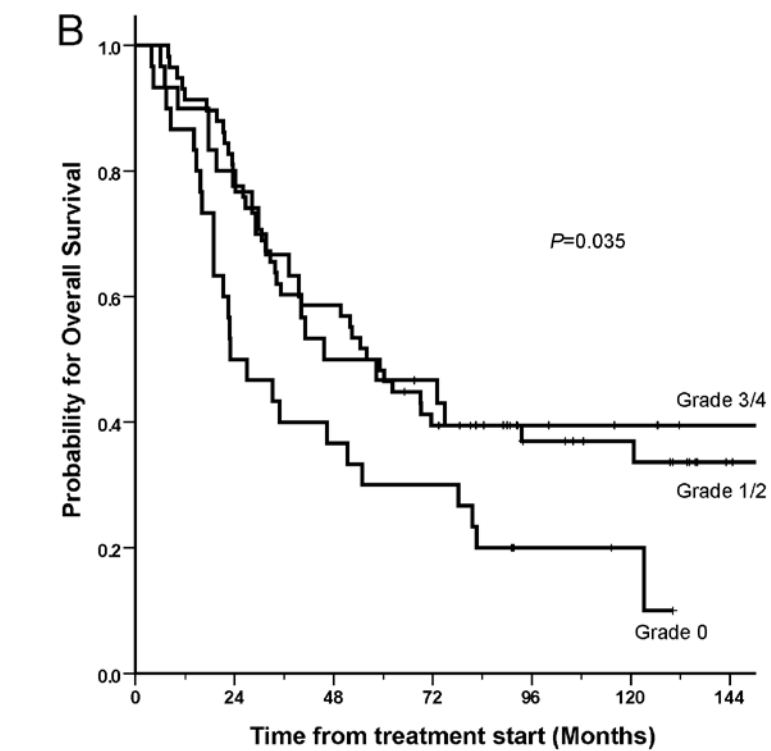 B
1.0
0.8
0.6
0.4
0.2
0.0
Probability for Overall Survival
P=0.035
Grade 3/4
Grade 1/2
Grade 0
0 24 48 72 96 120 144
Time from treatment start (Months)